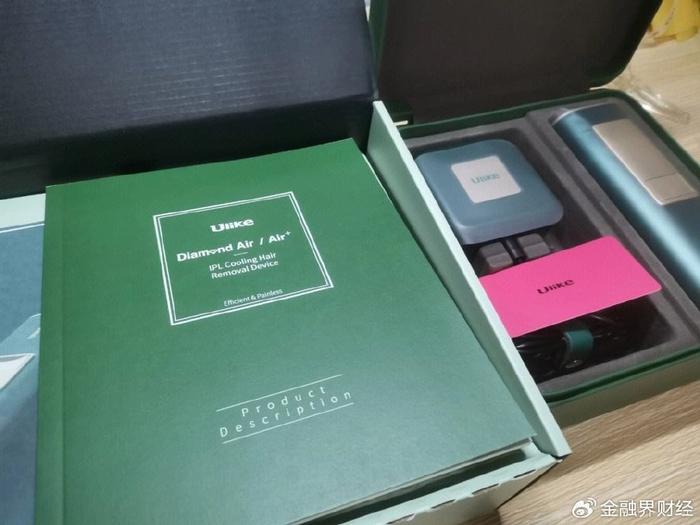 Ulike
Diamond Air / Air+
IPL Cooling Hair
Removal Device
Efficient & Painless
Product
Description
Ulike
Ulike
@金融界财经